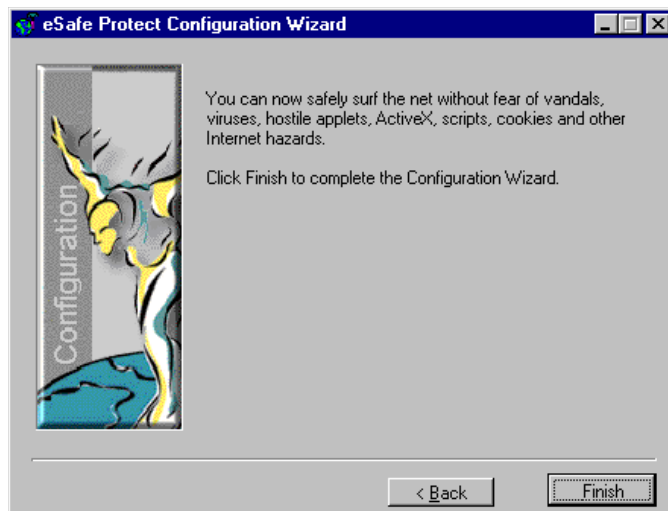 eSafe Protect Configuration Wizard
Configuration
You can now safely surf the net without fear of vandals,
viruses, hostile applets, ActiveX, scripts, cookies and other
Internet hazards.
Click Finish to complete the Configuration Wizard.
< Back
Finish